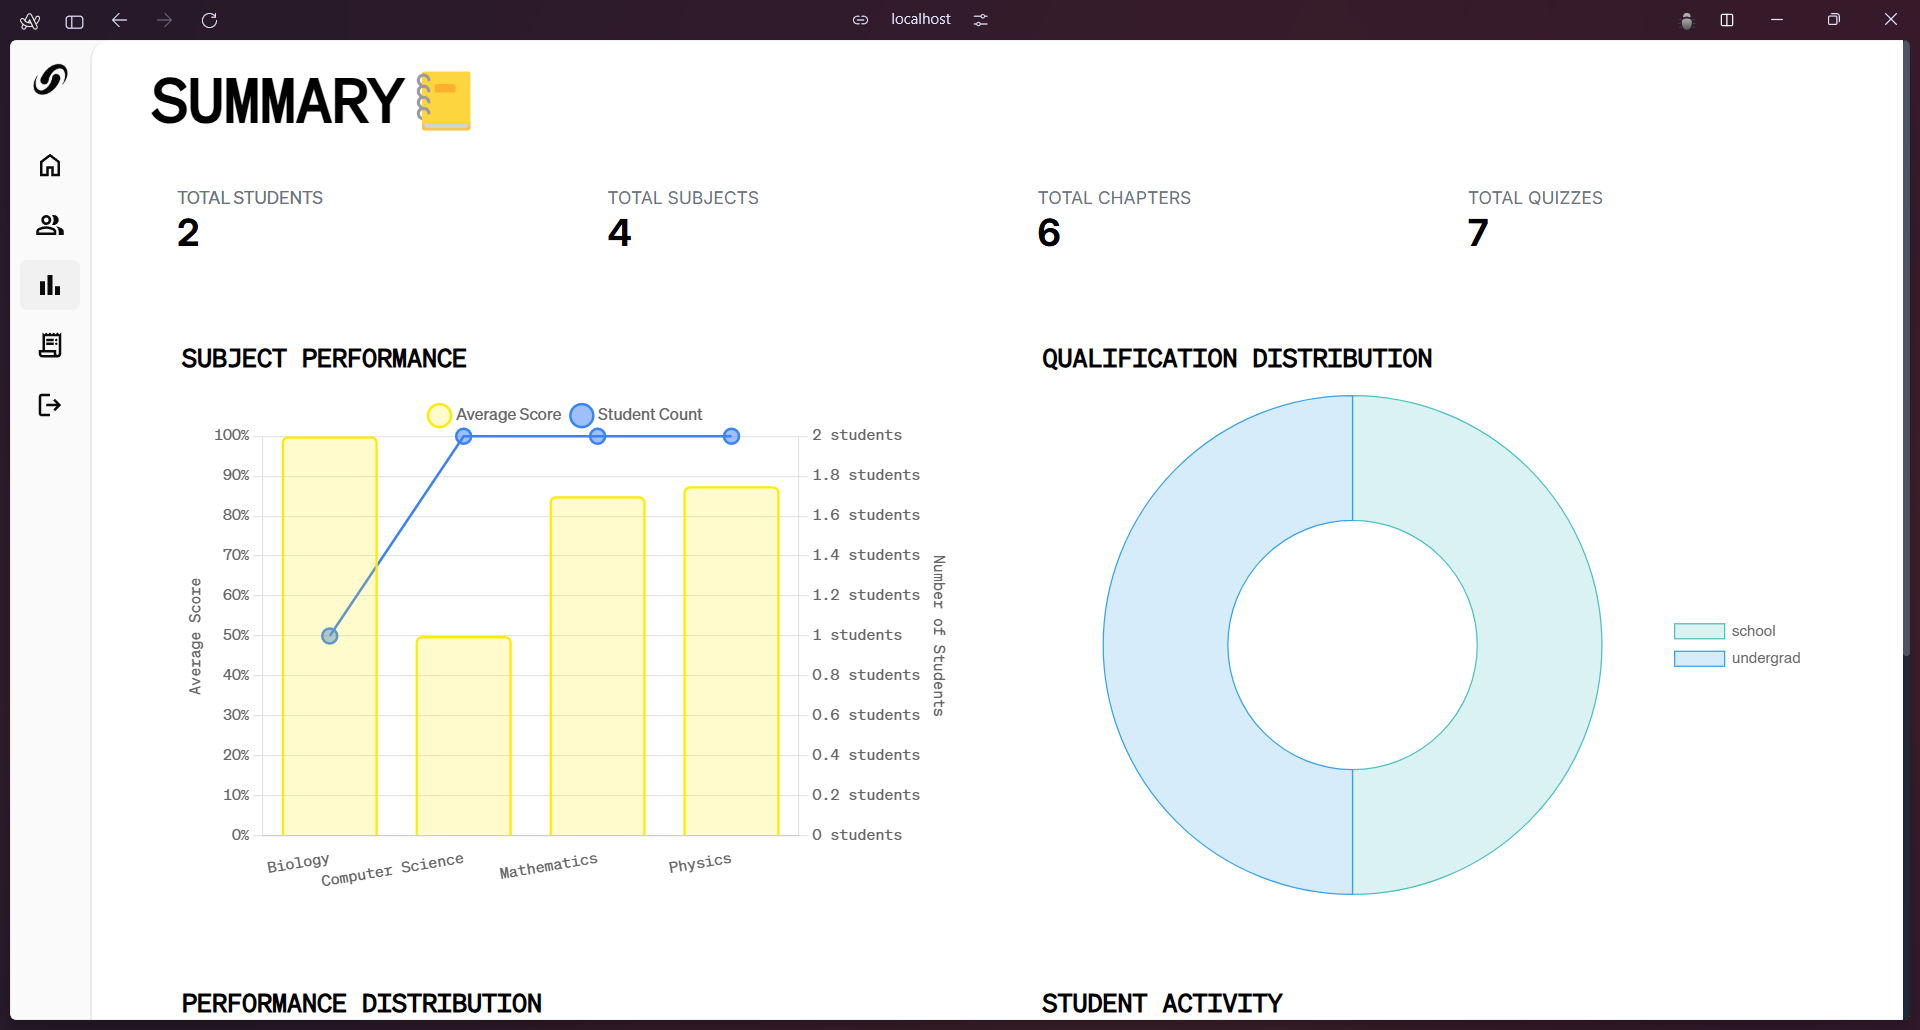 localhost
SUMMARY
TOTAL STUDENTS
2
TOTAL SUBJECTS
4
TOTAL CHAPTERS
6
TOTAL QUIZZES
7
SUBJECT PERFORMANCE
Average Score
Student Count
100%
90%
80%
70%
60%
50%
40%
30%
20%
10%
0%
Average Score
2 students
1.8 students
1.6 students
1.4 students
1.2 students
1 students
0.8 students
0.6 students
0.4 students
0.2 students
0 students
Number of Students
Biology
Computer Science
Mathematics
Physics
QUALIFICATION DISTRIBUTION
school
undergrad
PERFORMANCE DISTRIBUTION
STUDENT ACTIVITY